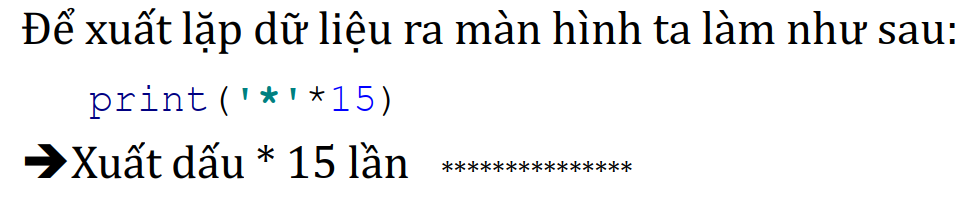 Để xuất lặp dữ liệu ra màn hình ta làm như sau:
print('*'*15)
➔Xuất dấu * 15 lần ***************